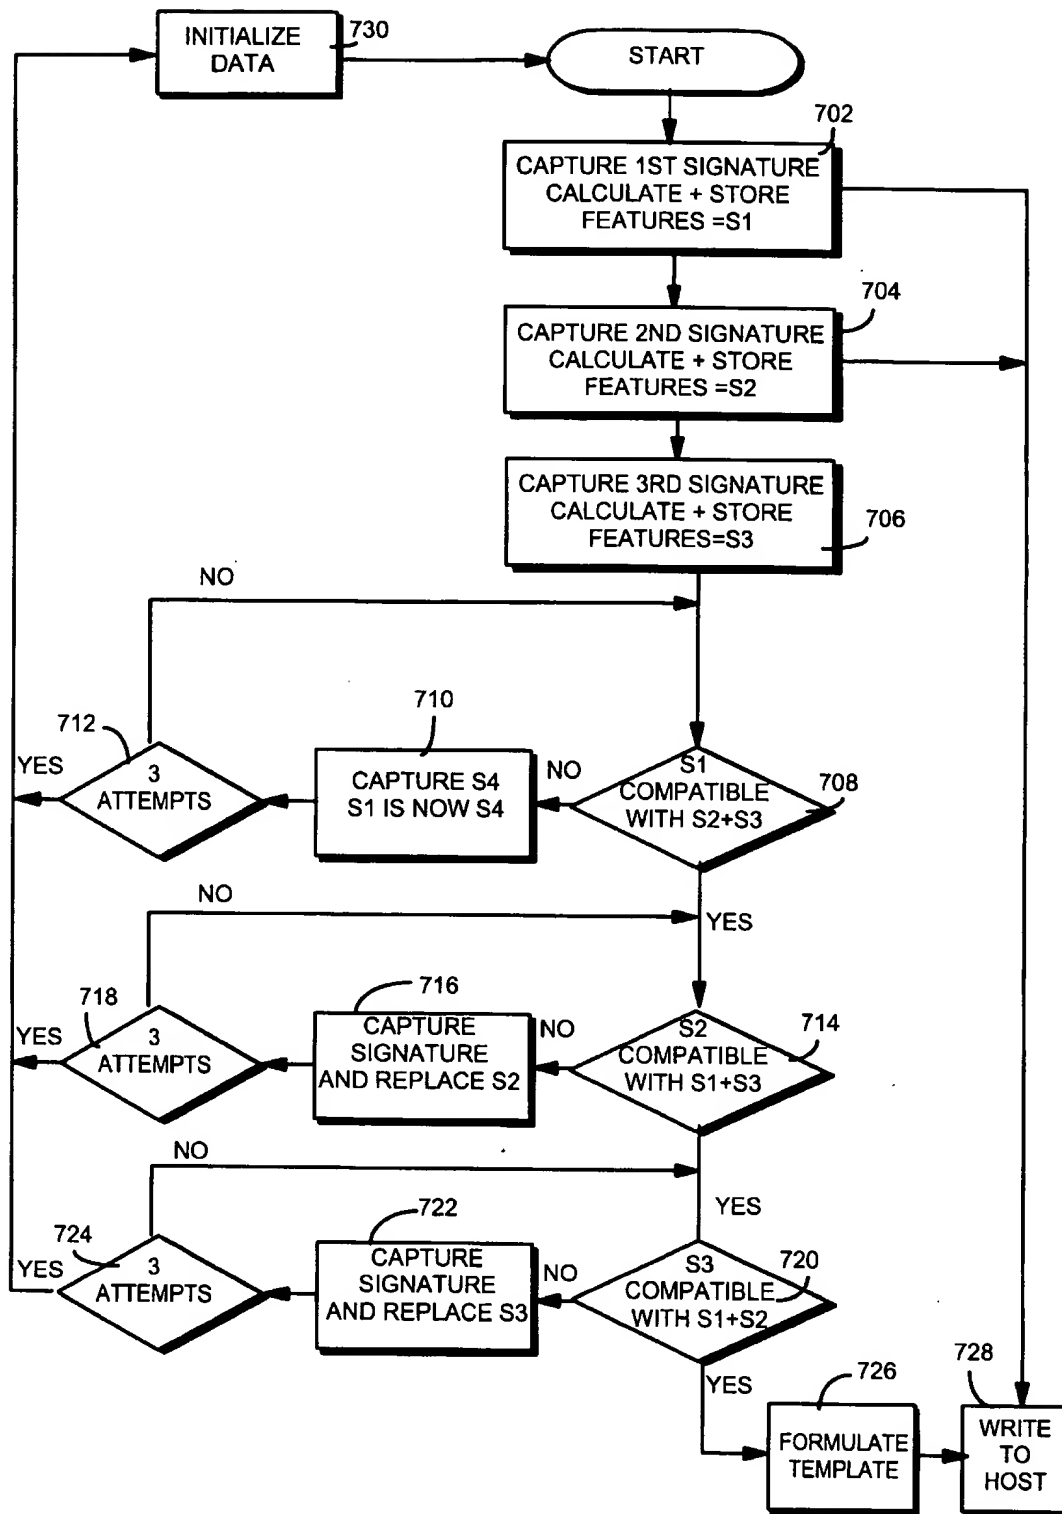 INITIALIZE
DATA
730
START
702
CAPTURE 1ST SIGNATURE
CALCULATE + STORE
FEATURES =S1
704
CAPTURE 2ND SIGNATURE
CALCULATE + STORE
FEATURES =S2
CAPTURE 3RD SIGNATURE
CALCULATE + STORE
FEATURES=S3
706
NO
712
710
YES
3
ATTEMPTS
CAPTURE S4
S1 IS NOW S4
NO
S1
COMPATIBLE
WITH S2+S3
708
NO
YES
718
716
YES
3
ATTEMPTS
CAPTURE
SIGNATURE
AND REPLACE S2
NO
S2
COMPATIBLE
WITH S1+S3
714
NO
YES
724
722
YES
3
ATTEMPTS
CAPTURE
SIGNATURE
AND REPLACE S3
NO
S3
COMPATIBLE
WITH S1+S2
720
YES
726
728
FORMULATE
TEMPLATE
WRITE
TO
HOST